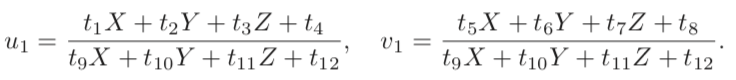 $u_1 = \frac{t_1X + t_2Y + t_3Z + t_4}{t_9X + t_{10}Y + t_{11}Z + t_{12}}, \quad v_1 = \frac{t_5X + t_6Y + t_7Z + t_8}{t_9X + t_{10}Y + t_{11}Z + t_{12}}.$